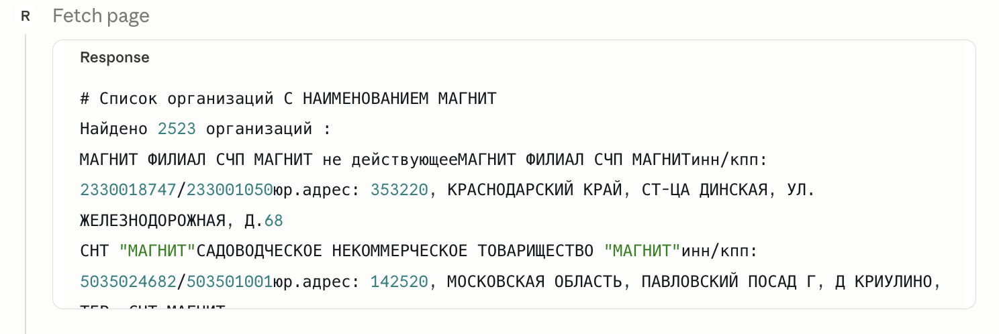 R Fetch page
Response
# Список организаций С НАИМЕНОВАНИЕМ МАГНИТ
Найдено 2523 организаций :
МАГНИТ ФИЛИАЛ СЧП МАГНИТ не действующееМАГНИТ ФИЛИАЛ СЧП МАГНИТинн/кпп:
2330018747/233001050юр.адрес: 353220, КРАСНОДАРСКИЙ КРАЙ, СТ-ЦА ДИНСКАЯ, УЛ.
ЖЕЛЕЗНОДОРОЖНАЯ, Д.68
СНТ "МАГНИТ"САДОВОДЧЕСКОЕ НЕКОММЕРЧЕСКОЕ ТОВАРИЩЕСТВО "МАГНИТ"инн/кпп:
5035024682/503501001юр.адрес: 142520, МОСКОВСКАЯ ОБЛАСТЬ, ПАВЛОВСКИЙ ПОСАД Г, Д КРИУЛИНО,